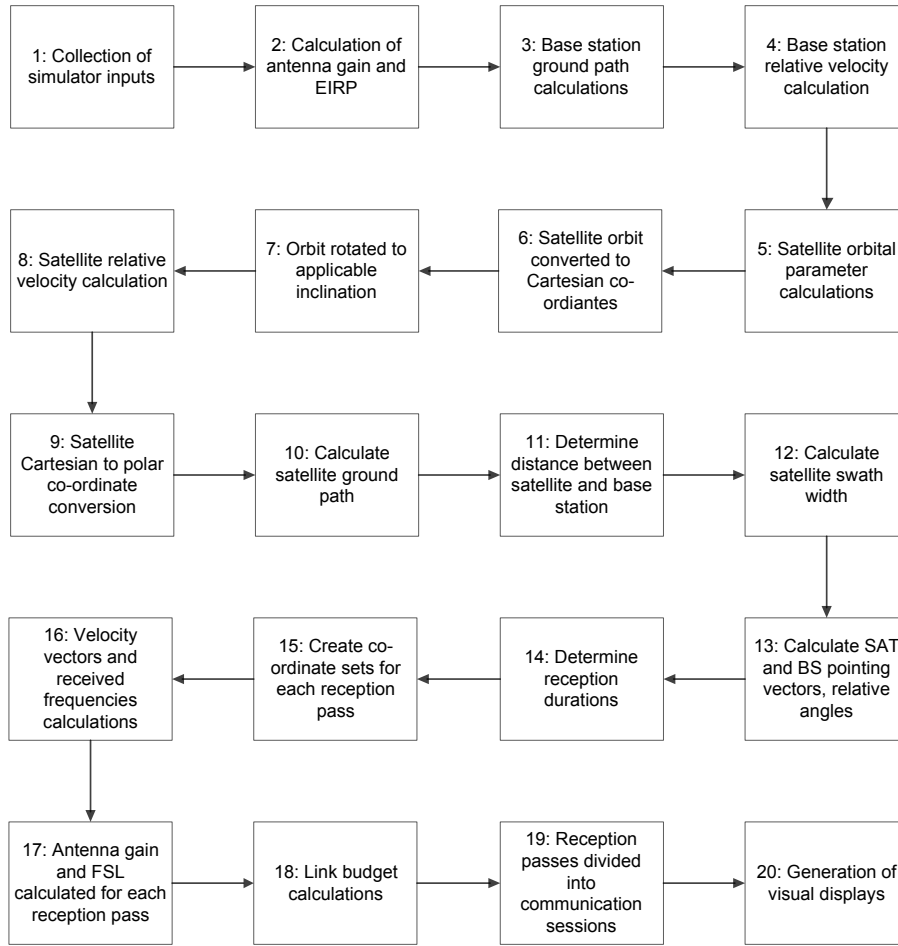 1: Collection of
simulator inputs
2: Calculation of
antenna gain and
EIRP
3: Base station
ground path
calculations
4: Base station
relative velocity
calculation
5: Satellite orbital
parameter
calculations
6: Satellite orbit
converted to
Cartesian co-
ordiantes
7: Orbit rotated to
applicable
inclination
8: Satellite relative
velocity calculation
9: Satellite
Cartesian to polar
co-ordinate
conversion
10: Calculate
satellite ground
path
11: Determine
distance between
satellite and base
station
12: Calculate
satellite swath
width
13: Calculate SAT
and BS pointing
vectors, relative
angles
14: Determine
reception
durations
15: Create co-
ordinate sets for
each reception
pass
16: Velocity
vectors and
received
frequencies
calculations
17: Antenna gain
and FSL
calculated for each
reception pass
18: Link budget
calculations
19: Reception
passes divided
into
communication
sessions
20: Generation of
visual displays